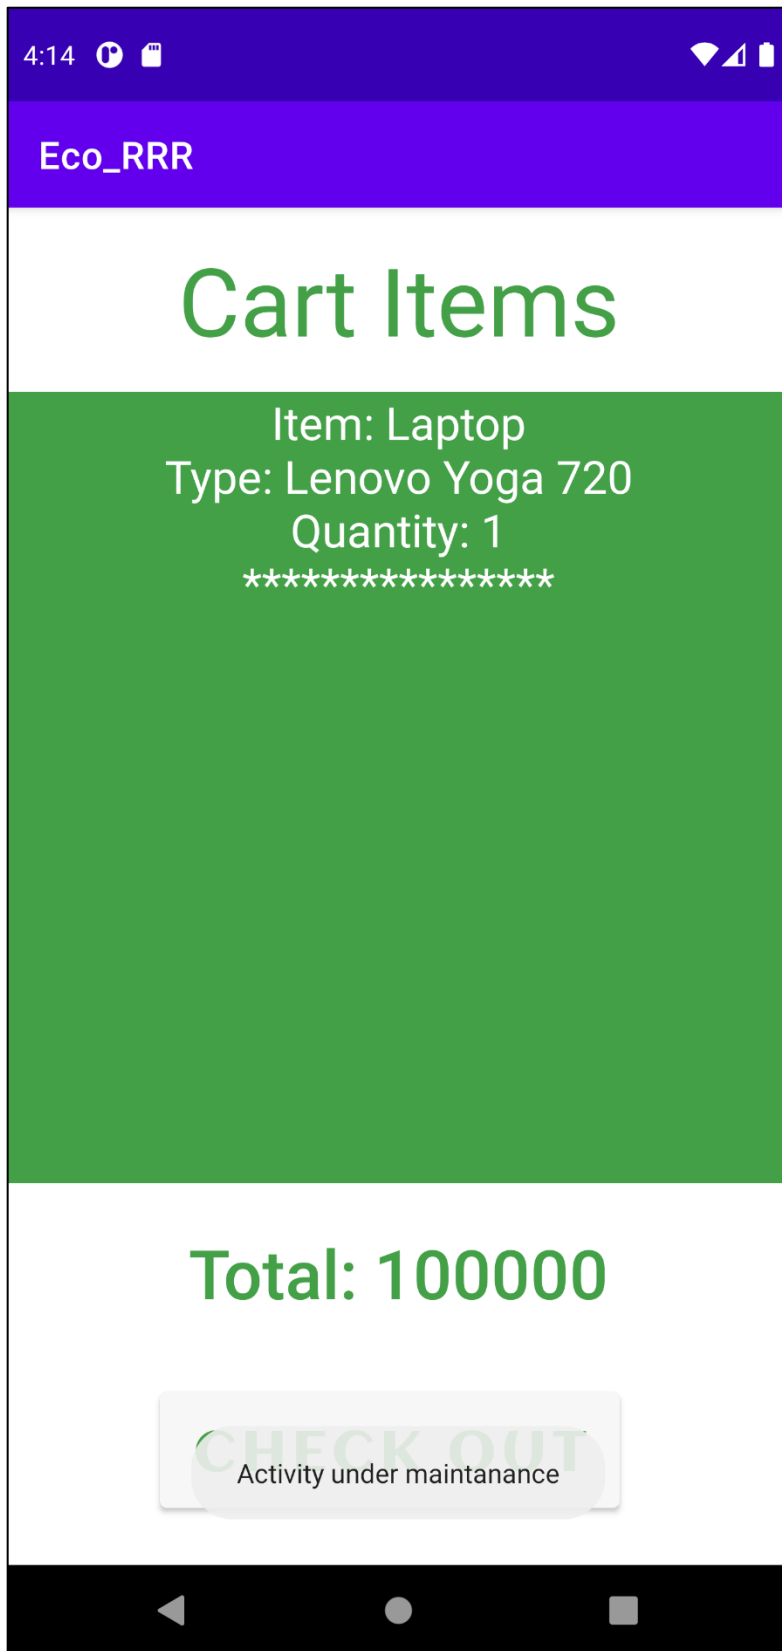 4:14
Eco_RRR
Cart Items
Item: Laptop
Type: Lenovo Yoga 720
Quantity: 1
****************
Total: 100000
CHECK OUT
Activity under maintanance